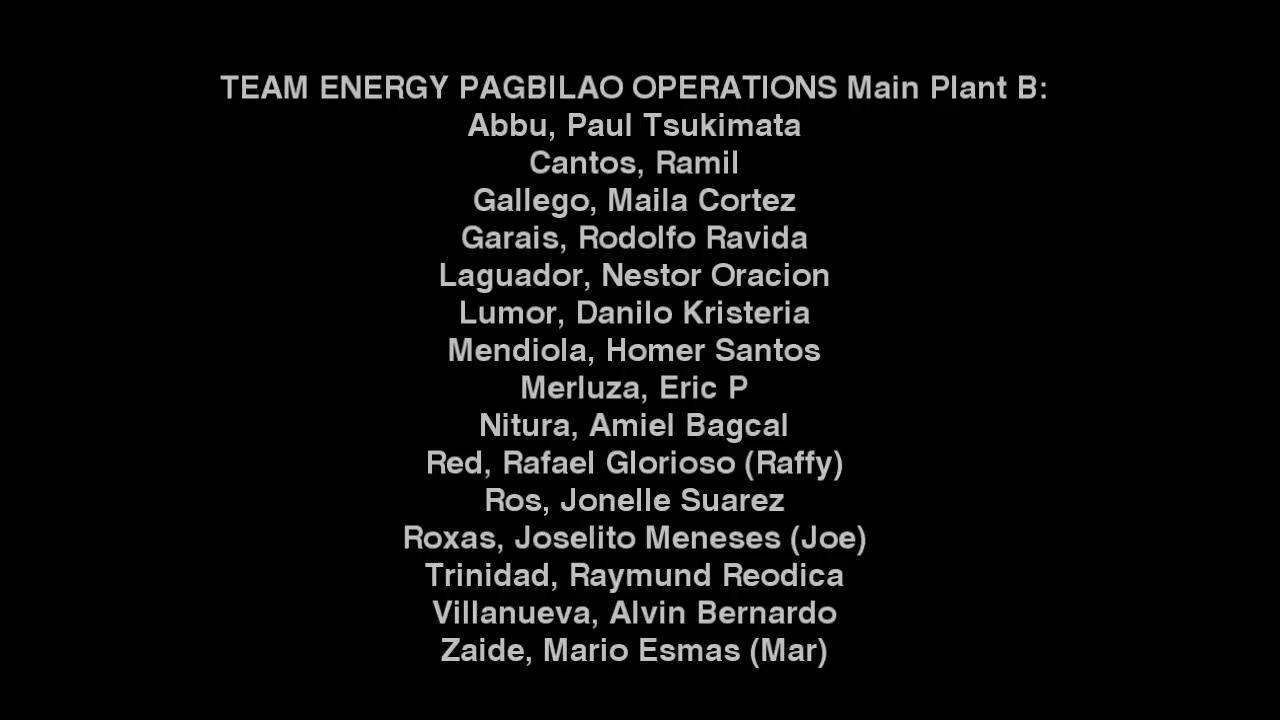 TEAM ENERGY PAGBILAO OPERATIONS Main Plant B:
Abbu, Paul Tsukimata
Cantos, Ramil
Gallego, Maila Cortez
Garais, Rodolfo Ravida
Laguador, Nestor Oracion
Lumor, Danilo Kristeria
Mendiola, Homer Santos
Merluza, Eric P
Nitura, Amiel Bagcal
Red, Rafael Glorioso (Raffy)
Ros, Jonelle Suarez
Roxas, Joselito Meneses (Joe)
Trinidad, Raymund Reodica
Villanueva, Alvin Bernardo
Zaide, Mario Esmas (Mar)